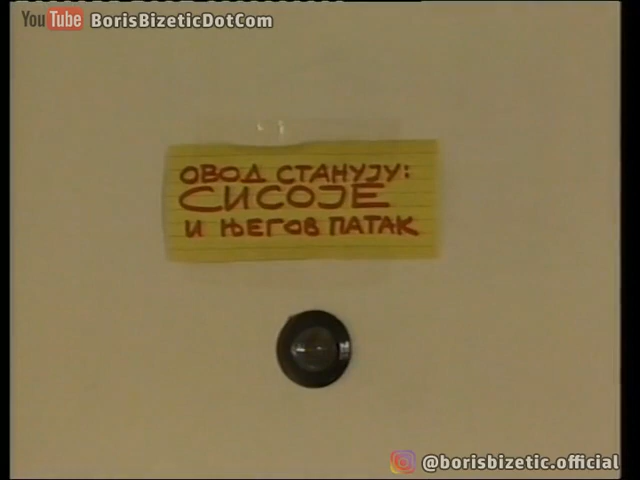 YouTube BorisBizeticDotCom
ОВОД СТАНУЈУ:
СИСОЈЕ
И ЊЕГОВ ПАТАК
@borisbizetic.official